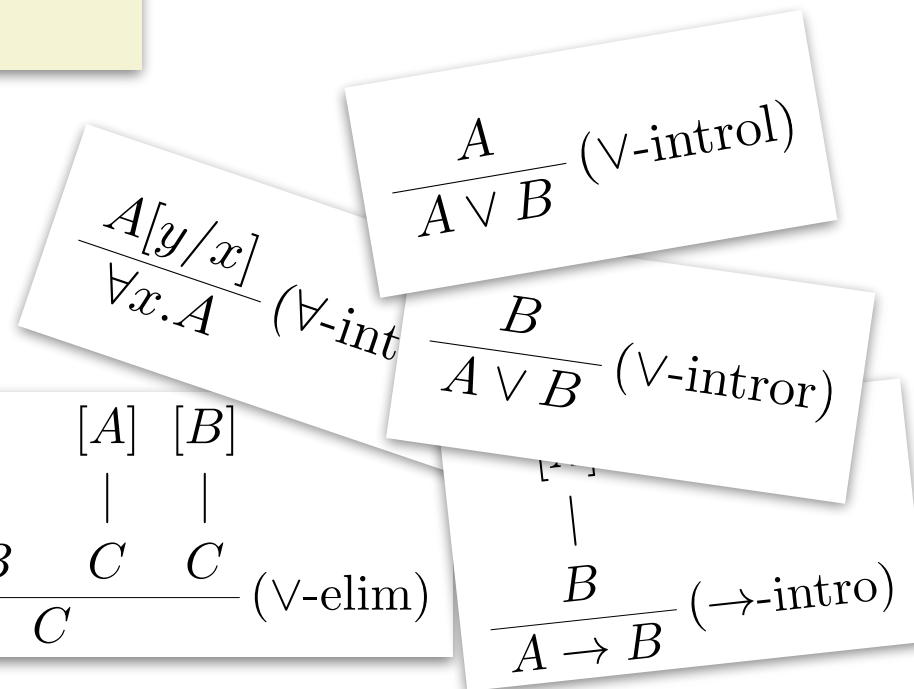 A
A ∨ B (∨-introl)
A[y/x]
∀x.A (∀-int
B
A ∨ B (∨-intror)
[A] [B]
| |
B C C
C (∨-elim)
|
B
A → B (→-intro)